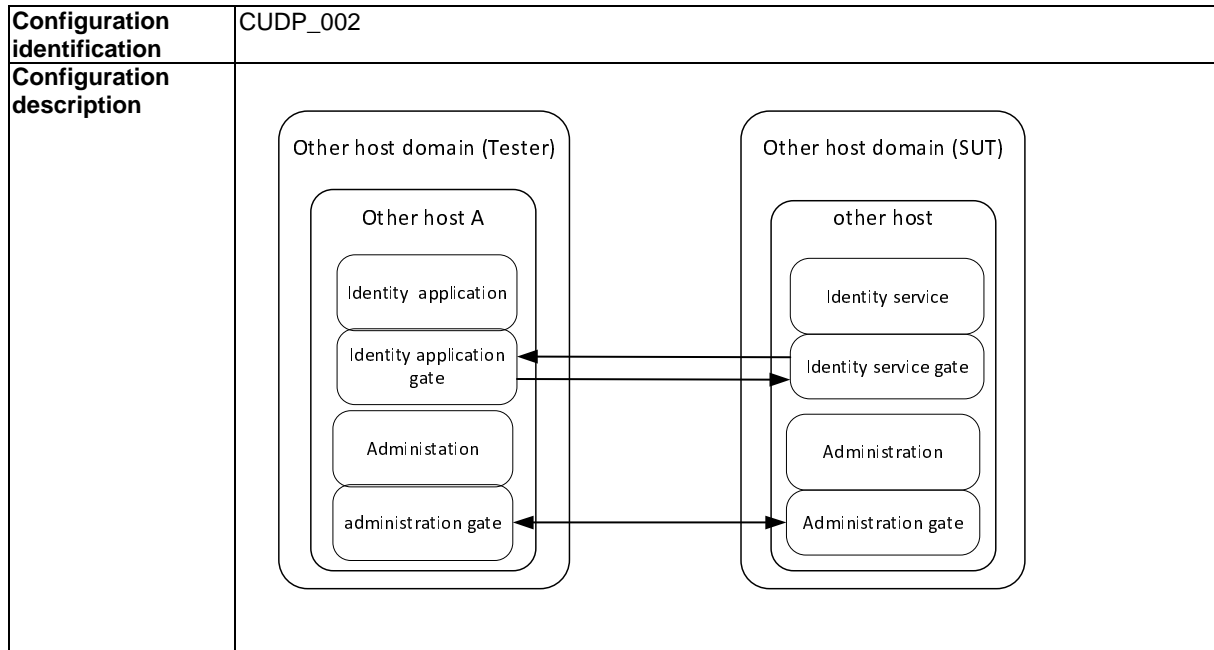 Configuration
identification
CUDP_002
Configuration
description
Other host domain (Tester)
Other host A
Identity application
Identity application
gate
Administation
administration gate
Other host domain (SUT)
other host
Identity service
Identity service gate
Administration
Administration gate